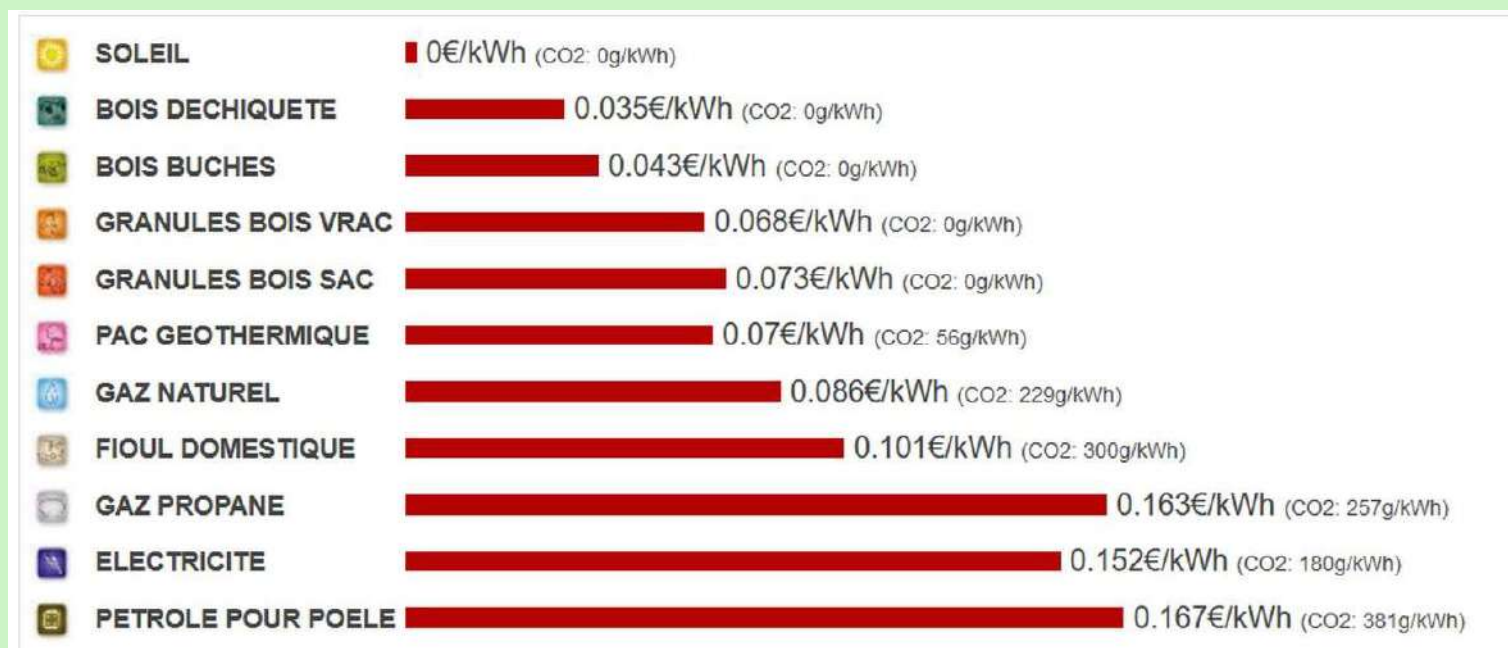 SOLEIL 0€/kWh (CO2: 0g/kWh)
BOIS DECHIQUETE 0.035€/kWh (CO2: 0g/kWh)
BOIS BUCHES 0.043€/kWh (CO2: 0g/kWh)
GRANULES BOIS VRAC 0.068€/kWh (CO2: 0g/kWh)
GRANULES BOIS SAC 0.073€/kWh (CO2: 0g/kWh)
PAC GEOTHERMIQUE 0.07€/kWh (CO2: 56g/kWh)
GAZ NATUREL 0.086€/kWh (CO2: 229g/kWh)
FIOUL DOMESTIQUE 0.101€/kWh (CO2: 300g/kWh)
GAZ PROPANE 0.163€/kWh (CO2: 257g/kWh)
ELECTRICITE 0.152€/kWh (CO2: 180g/kWh)
PETROLE POUR POELE 0.167€/kWh (CO2: 381g/kWh)